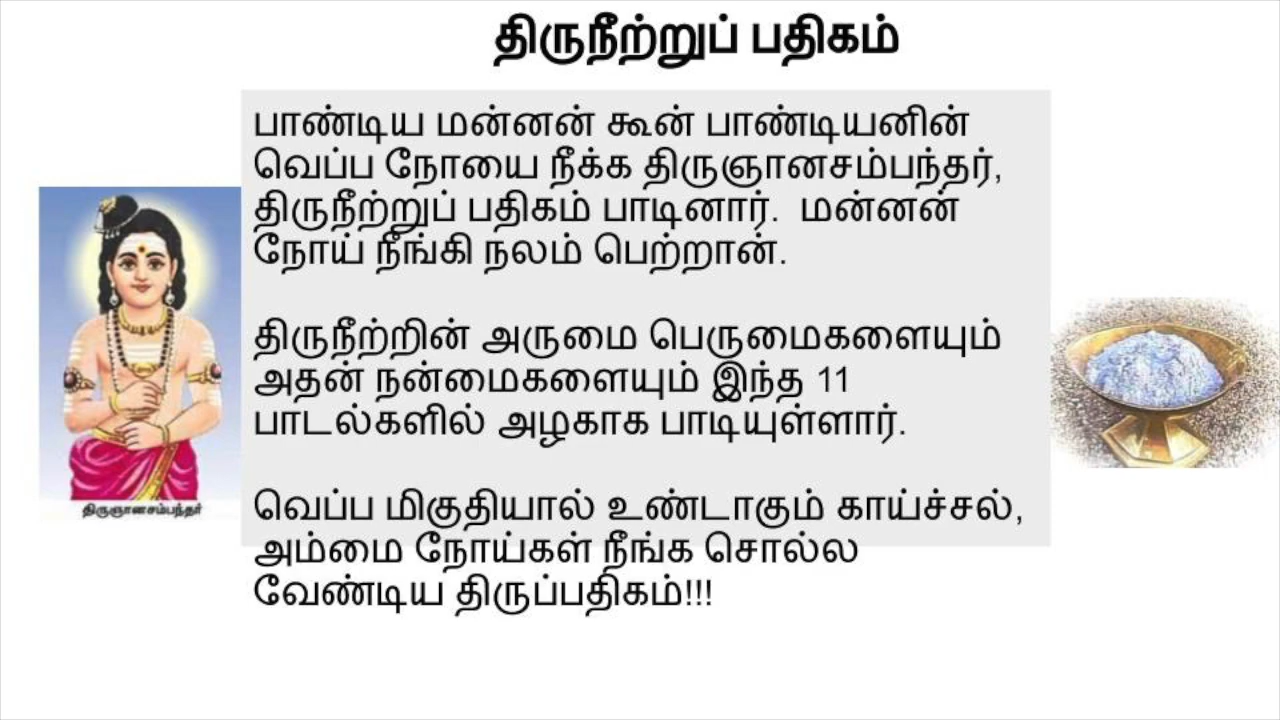 திருநீற்றுப் பதிகம்
பாண்டிய மன்னன் கூன் பாண்டியனின்
வெப்ப நோயை நீக்க திருஞானசம்பந்தர்,
திருநீற்றுப் பதிகம் பாடினார். மன்னன்
நோய் நீங்கி நலம் பெற்றான்.
திருநீற்றின் அருமை பெருமைகளையும்
அதன் நன்மைகளையும் இந்த 11
பாடல்களில் அழகாக பாடியுள்ளார்.
வெப்ப மிகுதியால் உண்டாகும் காய்ச்சல்,
அம்மை நோய்கள் நீங்க சொல்ல
வேண்டிய திருப்பதிகம்!!!
திருஞானசம்பந்தர்